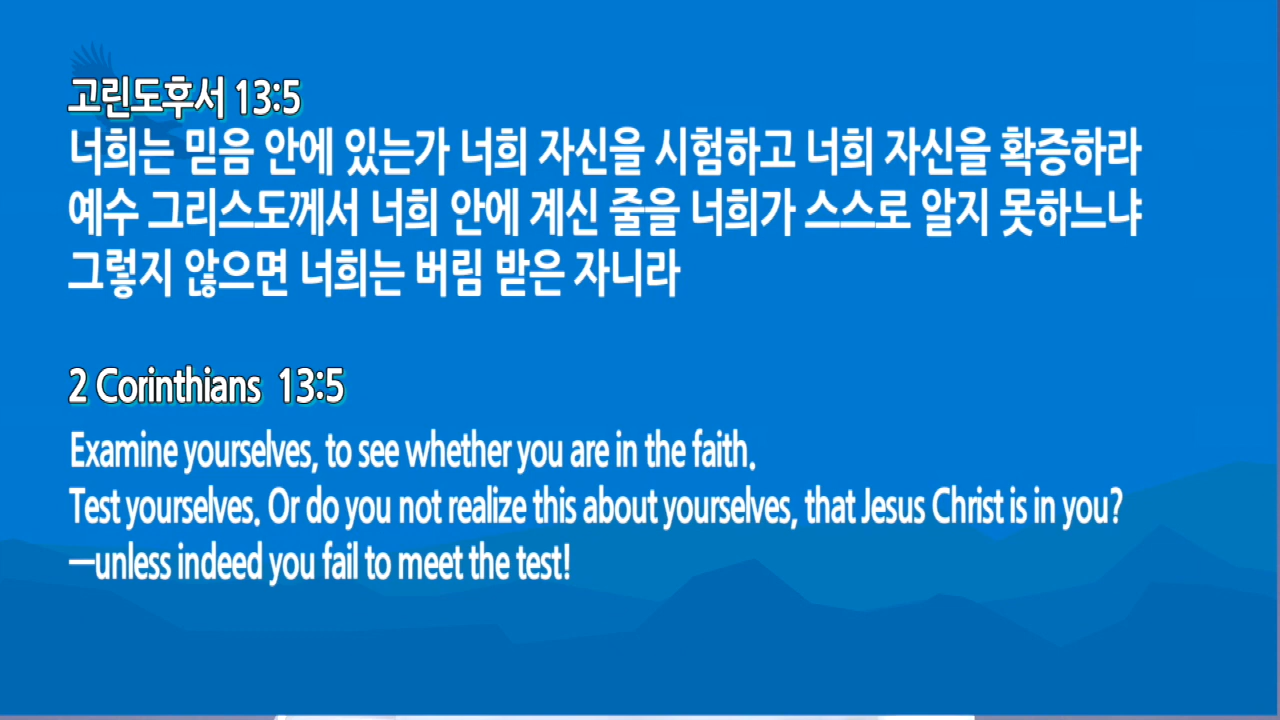 고린도후서 13:5
너희는 믿음 안에 있는가 너희 자신을 시험하고 너희 자신을 확증하라
예수 그리스도께서 너희 안에 계신 줄을 너희가 스스로 알지 못하느냐
그렇지 않으면 너희는 버림 받은 자니라
2 Corinthians 13:5
Examine yourselves, to see whether you are in the faith.
Test yourselves. Or do you not realize this about yourselves, that Jesus Christ is in you?
—unless indeed you fail to meet the test!